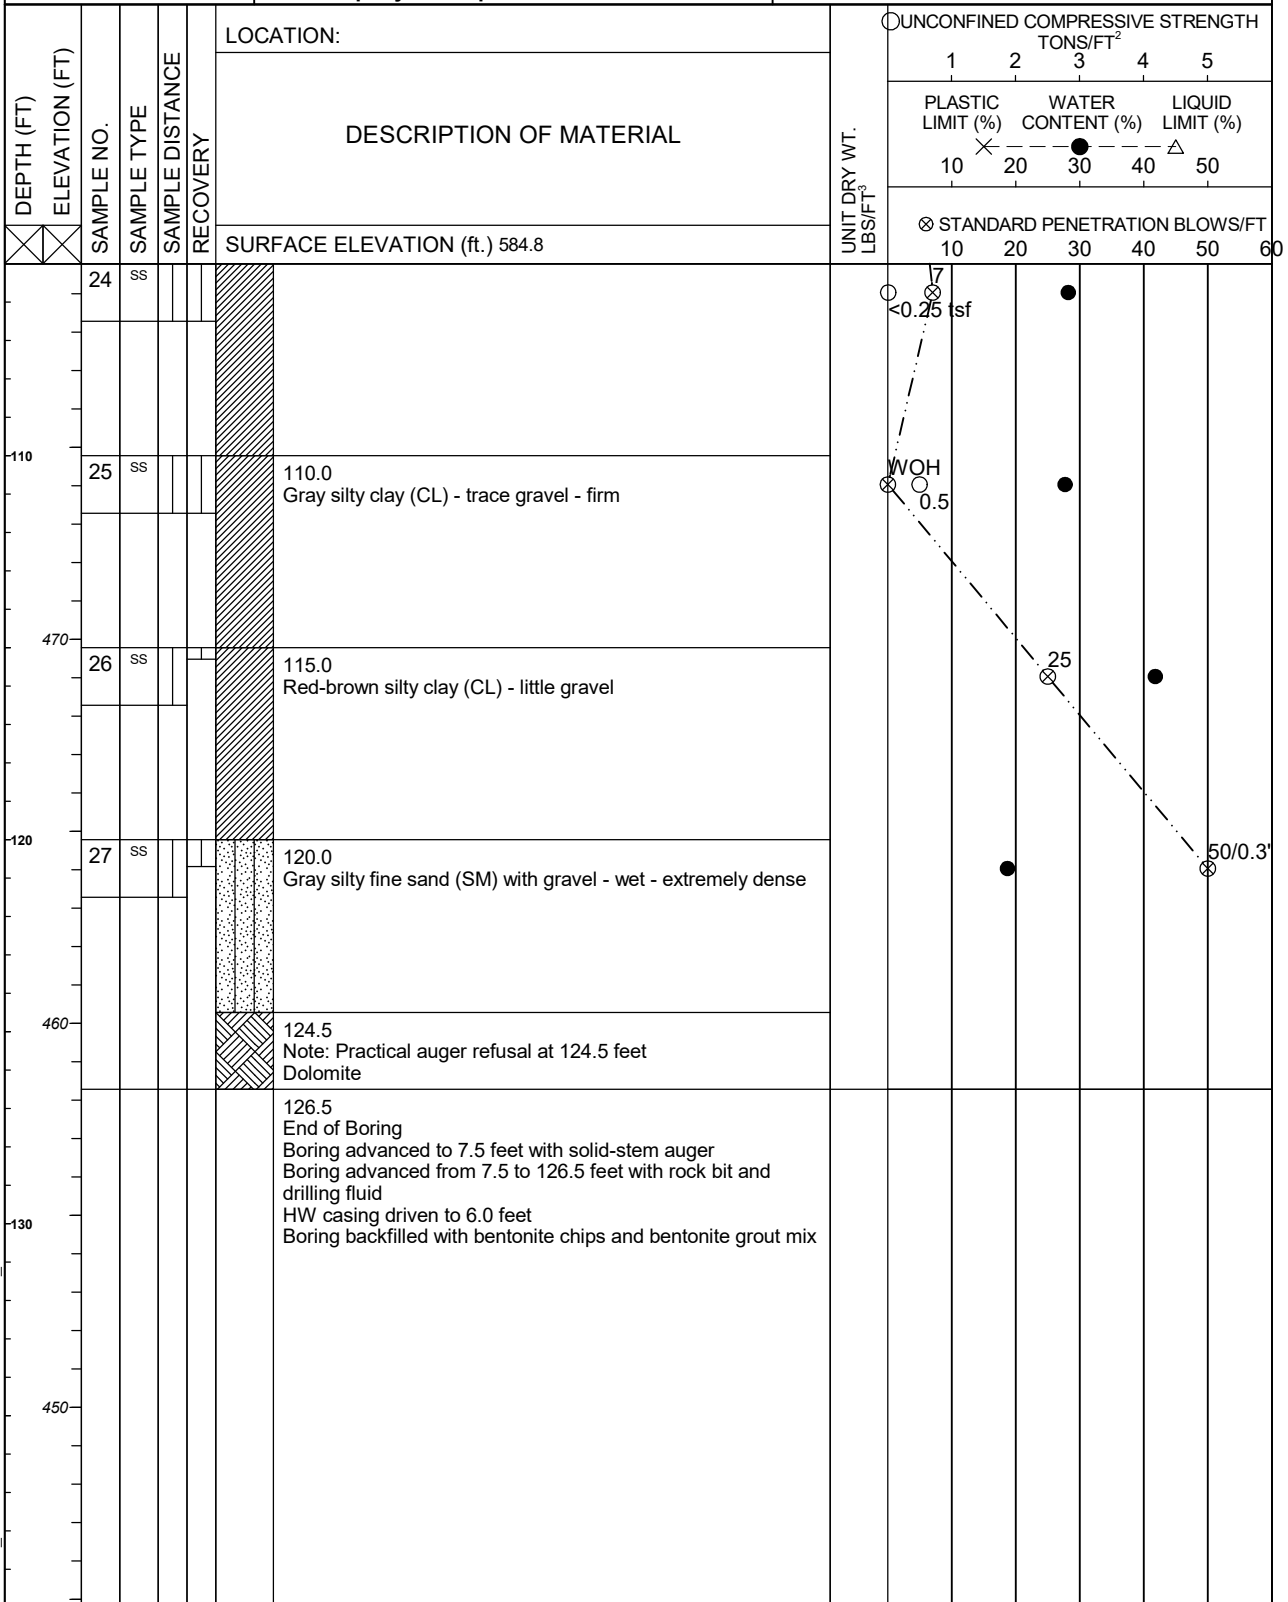 LOCATION:
DEPTH (FT)
ELEVATION (FT)
SAMPLE NO.
SAMPLE TYPE
SAMPLE DISTANCE
RECOVERY
DESCRIPTION OF MATERIAL
SURFACE ELEVATION (ft.) 584.8
UNIT DRY WT.
LBS/FT³
UNCONFINED COMPRESSIVE STRENGTH
TONS/FT²
1 2 3 4 5
PLASTIC WATER LIQUID
LIMIT (%) CONTENT (%) LIMIT (%)
10 20 30 40 50
STANDARD PENETRATION BLOWS/FT
10 20 30 40 50 60
24 SS
7
<0.25 tsf
110
25 SS
110.0
Gray silty clay (CL) - trace gravel - firm
WOH
0.5
470
26 SS
115.0
Red-brown silty clay (CL) - little gravel
25
120
27 SS
120.0
Gray silty fine sand (SM) with gravel - wet - extremely dense
50/0.3'
460
124.5
Note: Practical auger refusal at 124.5 feet
Dolomite
126.5
End of Boring
Boring advanced to 7.5 feet with solid-stem auger
Boring advanced from 7.5 to 126.5 feet with rock bit and
drilling fluid
HW casing driven to 6.0 feet
Boring backfilled with bentonite chips and bentonite grout mix
130
450